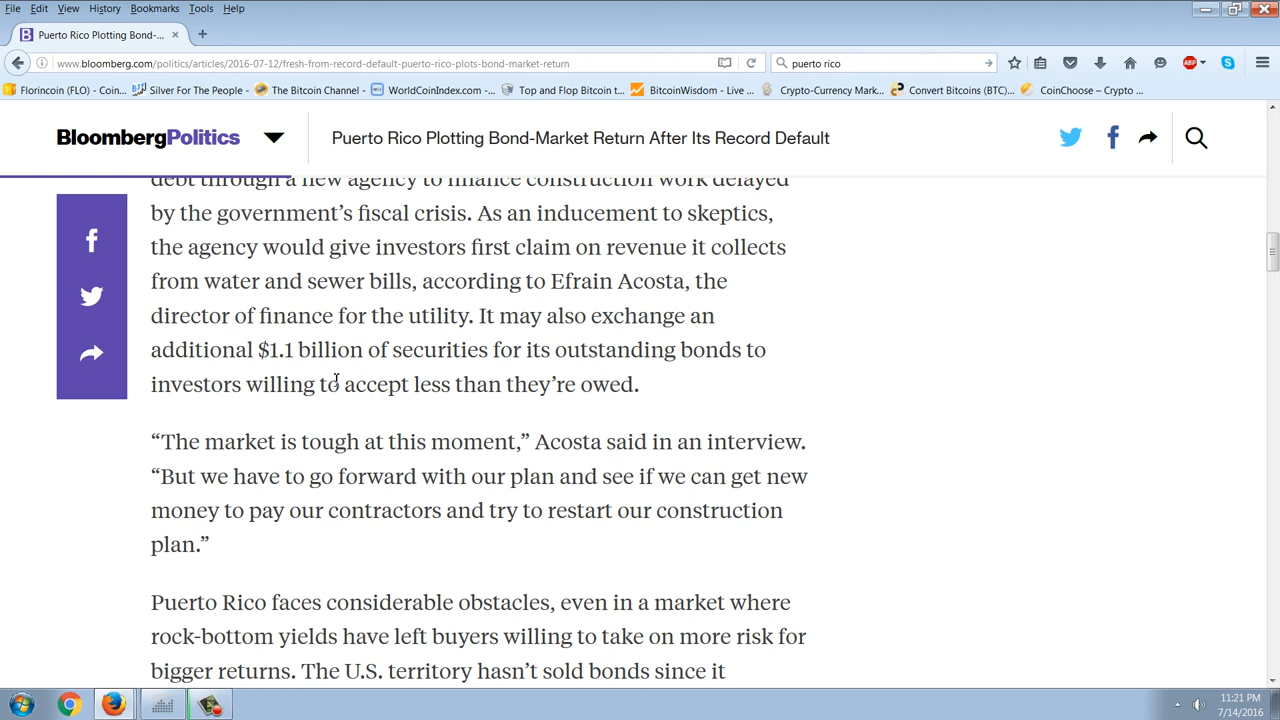 File Edit View History Bookmarks Tools Help
Puerto Rico Plotting Bond-...
www.bloomberg.com/politics/articles/2016-07-12/fresh-from-record-default-puerto-rico-plots-bond-market-return
puerto rico
ABP
Florincoin (FLO) - Coin... Silver For The People - ... The Bitcoin Channel - ... WorldCoinIndex.com -... Top and Flop Bitcoin t... BitcoinWisdom - Live ... Crypto-Currency Mark... Convert Bitcoins (BTC)... CoinChoose – Crypto ...
BloombergPolitics
Puerto Rico Plotting Bond-Market Return After Its Record Default
debt through a new agency to finance construction work delayed
by the government’s fiscal crisis. As an inducement to skeptics,
the agency would give investors first claim on revenue it collects
from water and sewer bills, according to Efrain Acosta, the
director of finance for the utility. It may also exchange an
additional $1.1 billion of securities for its outstanding bonds to
investors willing to accept less than they’re owed.
“The market is tough at this moment,” Acosta said in an interview.
“But we have to go forward with our plan and see if we can get new
money to pay our contractors and try to restart our construction
plan.”
Puerto Rico faces considerable obstacles, even in a market where
rock-bottom yields have left buyers willing to take on more risk for
bigger returns. The U.S. territory hasn’t sold bonds since it
11:21 PM
7/14/2016